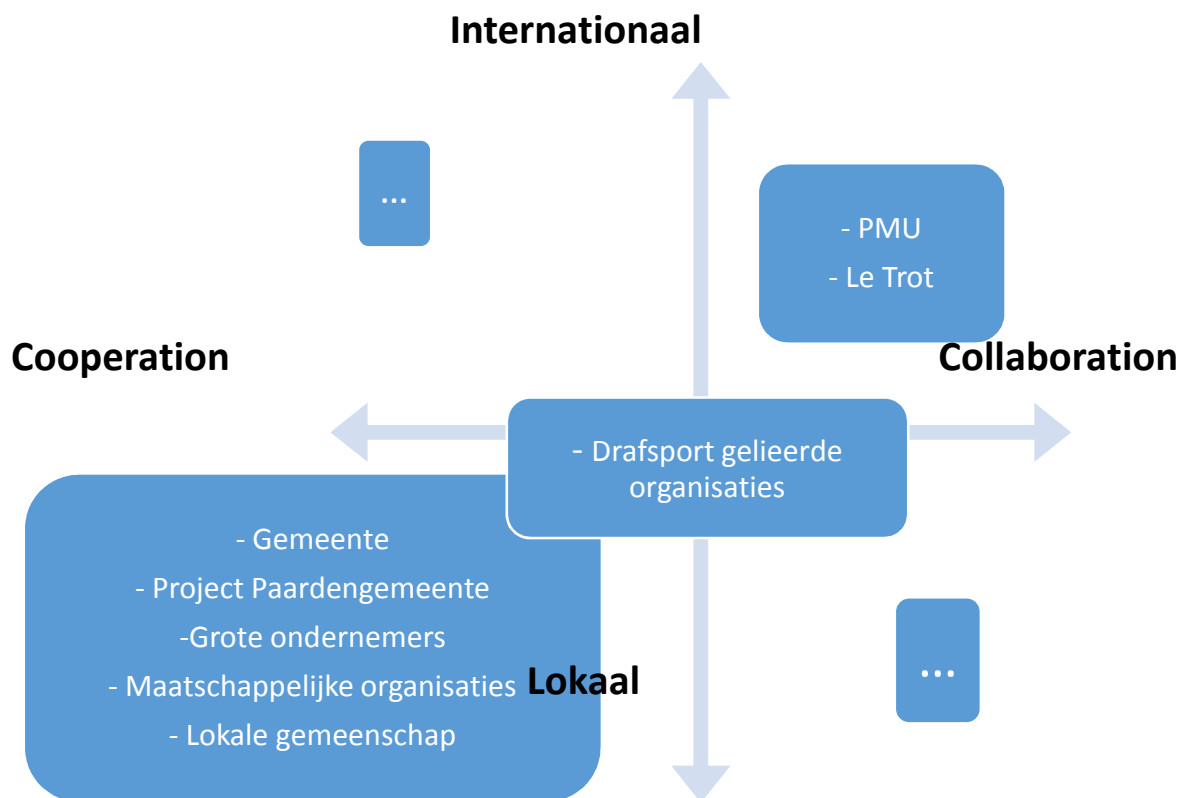 Internationaal
...
- PMU
- Le Trot
Cooperation
Collaboration
- Drafsport gelieerde
organisaties
- Gemeente
- Project Paardengemeente
-Grote ondernemers
- Maatschappelijke organisaties
Lokaal
- Lokale gemeenschap
...